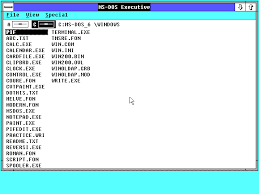 MS-DOS Executive
File View Special
A C C:MS-DOS_6 \WINDOWS
PIF TERMINAL.EXE
ABC.TXT TMSRE.FON
CALC.EXE WIN.COM
CALENDAR.EXE WIN.INI
CARDFILE.EXE WIN200.BIN
CLIPBRD.EXE WIN200.OVL
CLOCK.EXE WINOLDAP.GRB
CONTROL.EXE WINOLDAP.MOD
COURE.FON WRITE.EXE
CUTPAINT.EXE
DOTHIS.TXT
HELVE.FON
MODERN.FON
MSDOS.EXE
NOTEPAD.EXE
PAINT.EXE
PIFEDIT.EXE
PRACTICE.WRI
README.TXT
REVERSI.EXE
ROMAN.FON
SCRIPT.FON
SPOOLER.EXE